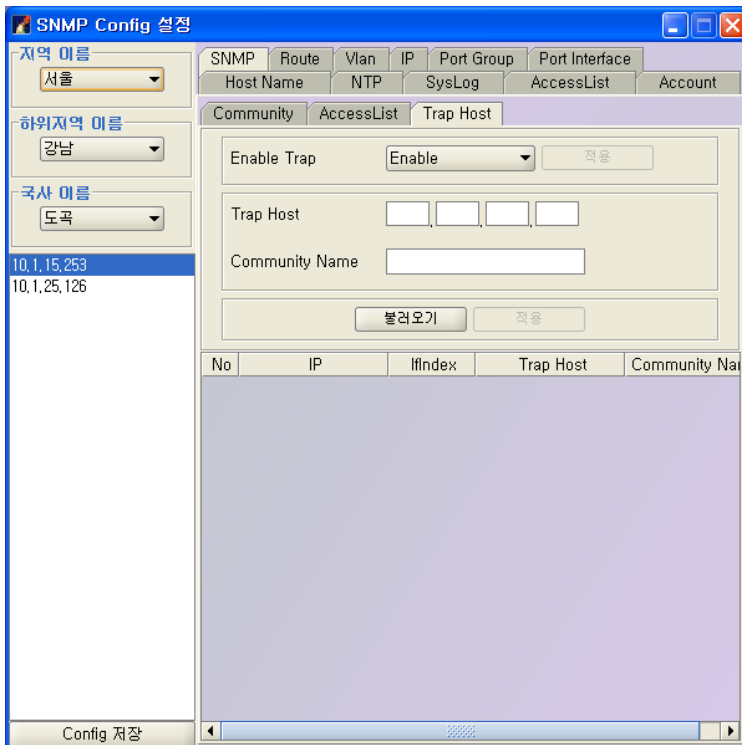 SNMP Config 설정
지역 이름
서울
하위지역 이름
강남
국사 이름
도곡
10,1,15,253
10,1,25,126
Config 저장
SNMP Route Vlan IP Port Group Port Interface
Host Name NTP SysLog AccessList Account
Community AccessList Trap Host
Enable Trap Enable 적용
Trap Host . . .
Community Name
불러오기 적용
No IP IfIndex Trap Host Community Nar